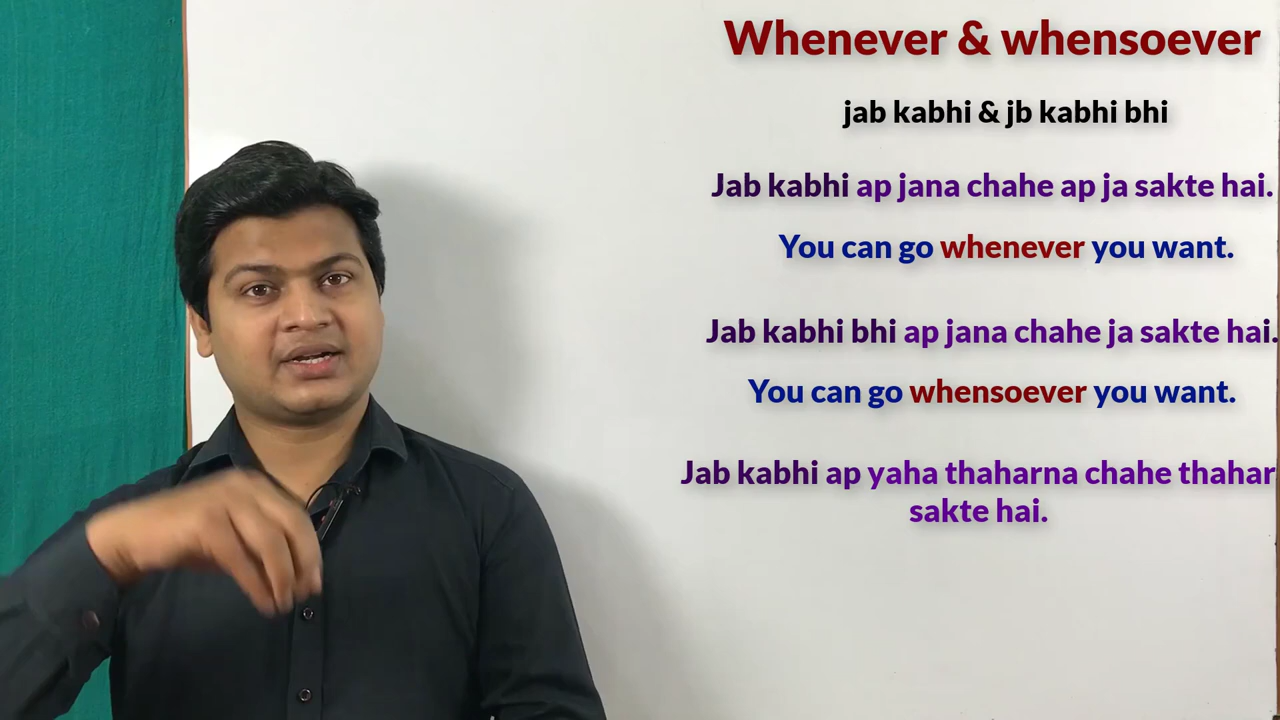 Whenever & whensoever
jab kabhi & jb kabhi bhi
Jab kabhi ap jana chahe ap ja sakte hai.
You can go whenever you want.
Jab kabhi bhi ap jana chahe ja sakte hai.
You can go whensoever you want.
Jab kabhi ap yaha thaharna chahe thahar
sakte hai.